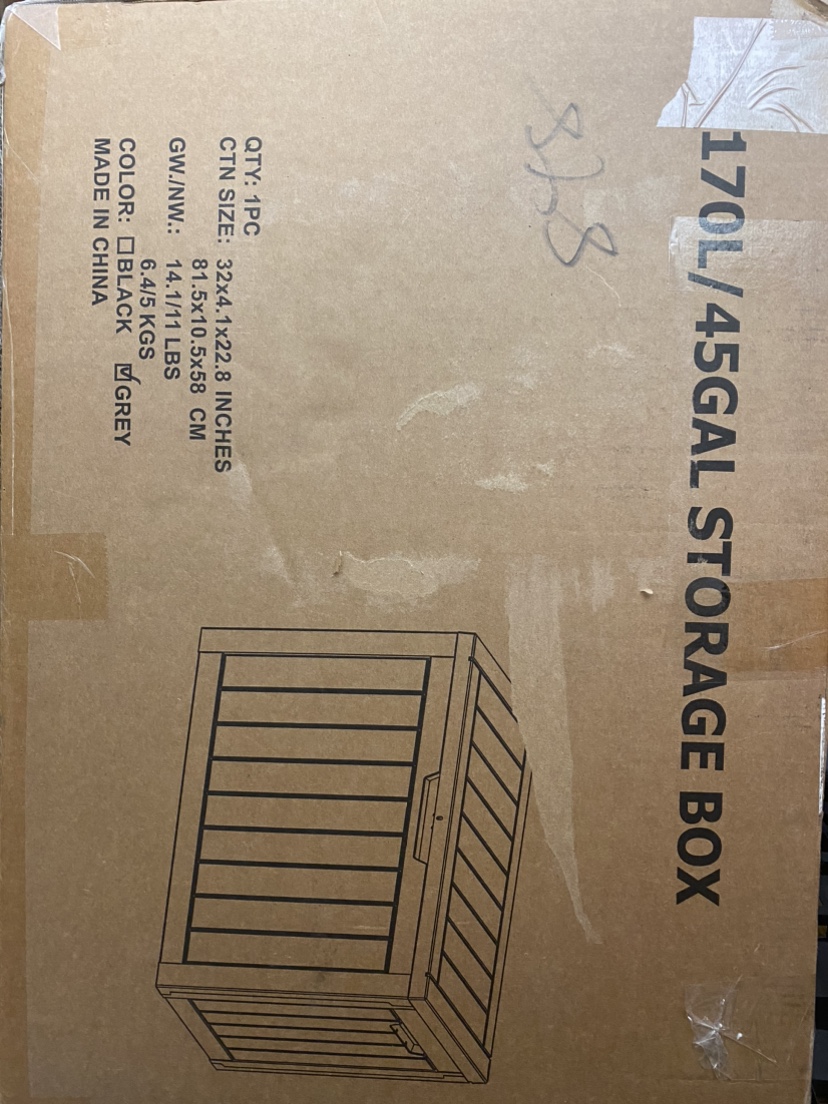 170L/45GAL STORAGE BOX
QTY: 1PC
CTN SIZE: 32x4.1x22.8 INCHES
81.5x10.5x58 CM
GW./NW.: 14.1/11 LBS
6.4/5 KGS
COLOR: ☐BLACK ☑GREY
MADE IN CHINA